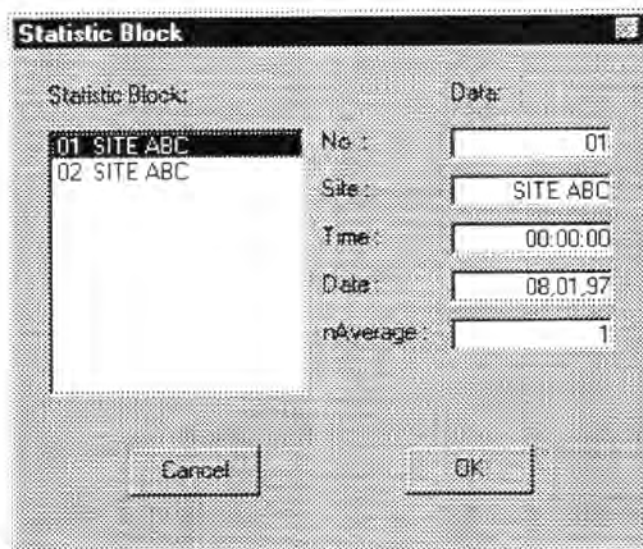 Statistic Block
Statistic Block:
Data:
01 SITE ABC
02 SITE ABC
No :
01
Site :
SITE ABC
Time :
00:00:00
Date :
08,01,97
nAverage :
1
Cancel
OK